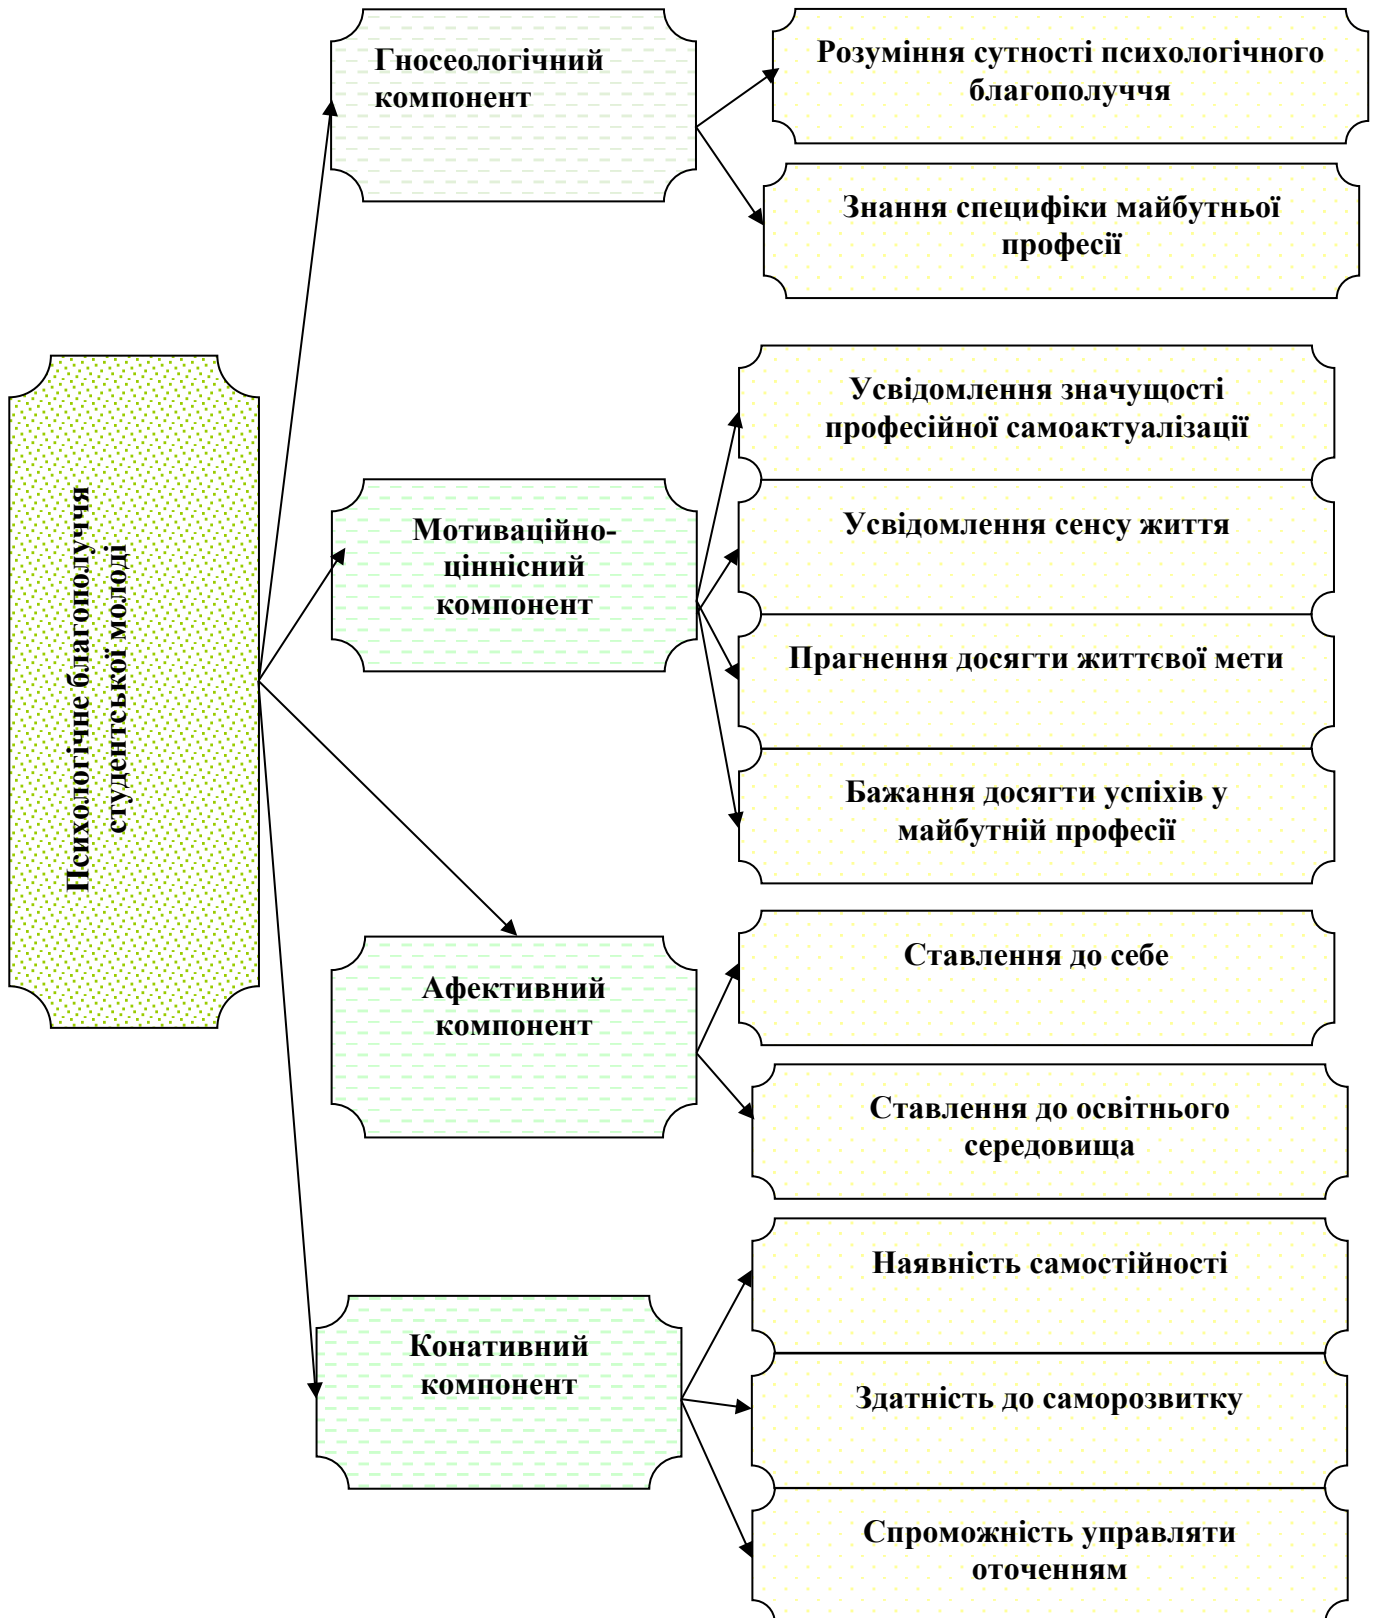 Психологічне благополуччя
студентської молоді
Гносеологічний
компонент
Розуміння сутності психологічного
благополуччя
Знання специфіки майбутньої
професії
Мотиваційно-
ціннісний
компонент
Усвідомлення значущості
професійної самоактуалізації
Усвідомлення сенсу життя
Прагнення досягти життєвої мети
Бажання досягти успіхів у
майбутній професії
Афективний
компонент
Ставлення до себе
Ставлення до освітнього
середовища
Конативний
компонент
Наявність самостійності
Здатність до саморозвитку
Спроможність управляти
оточенням